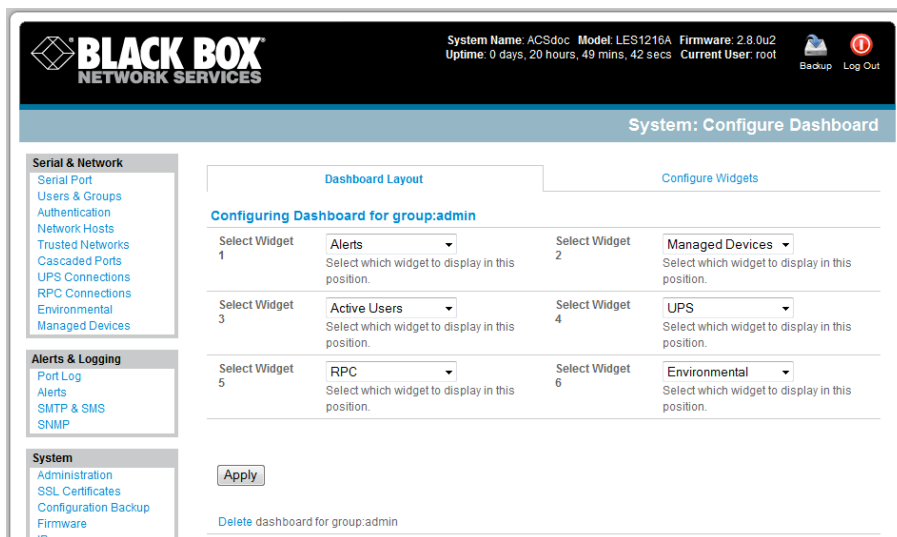 BLACK BOX
NETWORK SERVICES
System Name: ACSdoc Model: LES1216A Firmware: 2.8.0u2
Uptime: 0 days, 20 hours, 49 mins, 42 secs Current User: root
Backup
Log Out
System: Configure Dashboard
Serial & Network
Serial Port
Users & Groups
Authentication
Network Hosts
Trusted Networks
Cascaded Ports
UPS Connections
RPC Connections
Environmental
Managed Devices
Alerts & Logging
Port Log
Alerts
SMTP & SMS
SNMP
System
Administration
SSL Certificates
Configuration Backup
Firmware
Dashboard Layout
Configure Widgets
Configuring Dashboard for group:admin
Select Widget
1
Alerts
Select which widget to display in this
position.
Select Widget
2
Managed Devices
Select which widget to display in this
position.
Select Widget
3
Active Users
Select which widget to display in this
position.
Select Widget
4
UPS
Select which widget to display in this
position.
Select Widget
5
RPC
Select which widget to display in this
position.
Select Widget
6
Environmental
Select which widget to display in this
position.
Apply
Delete dashboard for group:admin